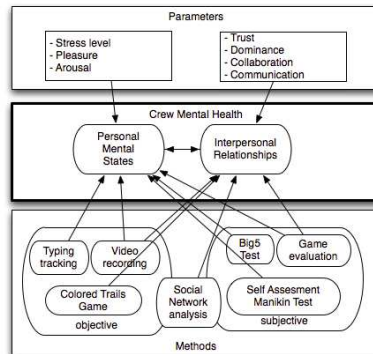 Parameters
- Stress level
- Pleasure
- Arousal
- Trust
- Dominance
- Collaboration
- Communication
Crew Mental Health
Personal
Mental
States
Interpersonal
Relationships
Typing
tracking
Video
recording
Big5
Test
Game
evaluation
Colored Trails
Game
Social
Network
analysis
Self Assesment
Manikin Test
objective
subjective
Methods